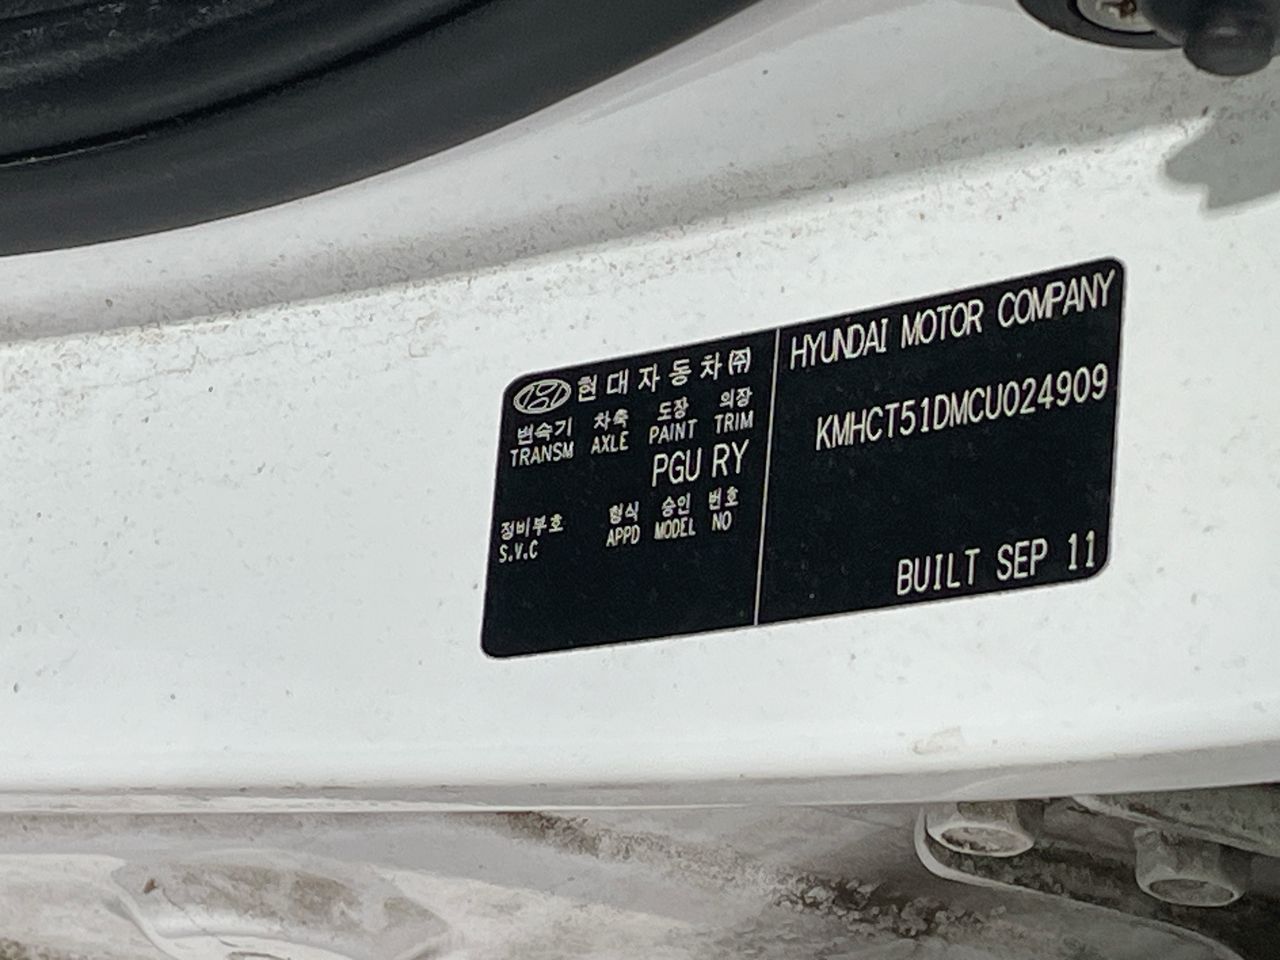 현대자동차㈜
변속기 차축 도장 의장
TRANSM AXLE PAINT TRIM
PGU RY
정비부호 형식 승인 번호
S.V.C APPD MODEL NO
HYUNDAI MOTOR COMPANY
KMHCT51DMCU024909
BUILT SEP 11